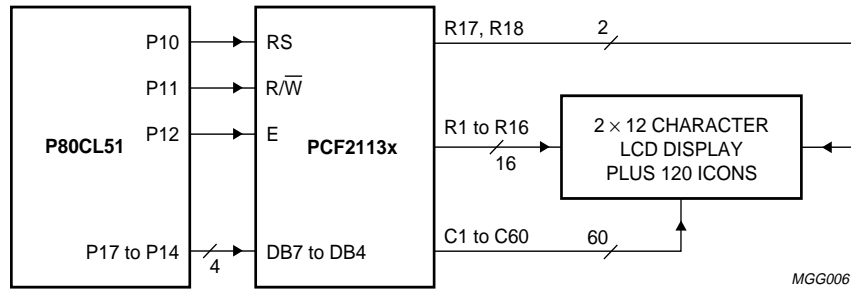 P80CL51
P10
P11
P12
P17 to P14
4
RS
R/W̅
E
DB7 to DB4
PCF2113x
R17, R18
2
R1 to R16
16
C1 to C60
60
2 × 12 CHARACTER
LCD DISPLAY
PLUS 120 ICONS
MGG006